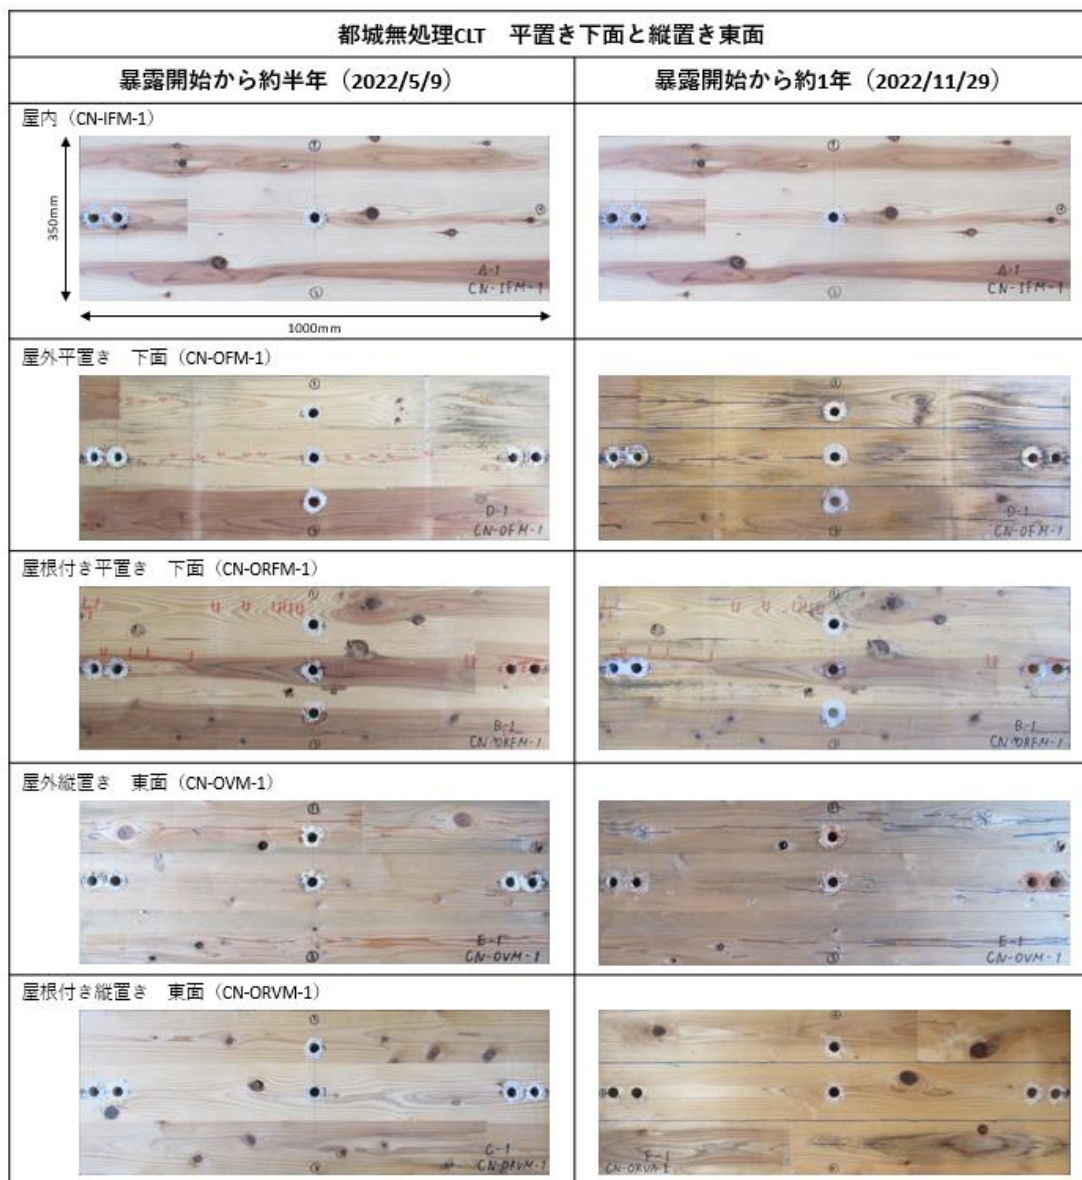 都城無処理CLT　平置き下面と縦置き東面
暴露開始から約半年（2022/5/9）
暴露開始から約1年（2022/11/29）
屋内（CN-IFM-1）
350mm
1000mm
A-1
CN-IFM-1
A-1
CN-IFM-1
屋外平置き　下面（CN-OFM-1）
D-1
CN-OFM-1
D-1
CN-OFM-1
屋根付き平置き　下面（CN-ORFM-1）
B-1
CN-ORFM-1
B-1
CN-ORFM-1
屋外縦置き　東面（CN-OVM-1）
E-1
CN-OVM-1
E-1
CN-OVM-1
屋根付き縦置き　東面（CN-ORVM-1）
C-1
CN-ORVM-1